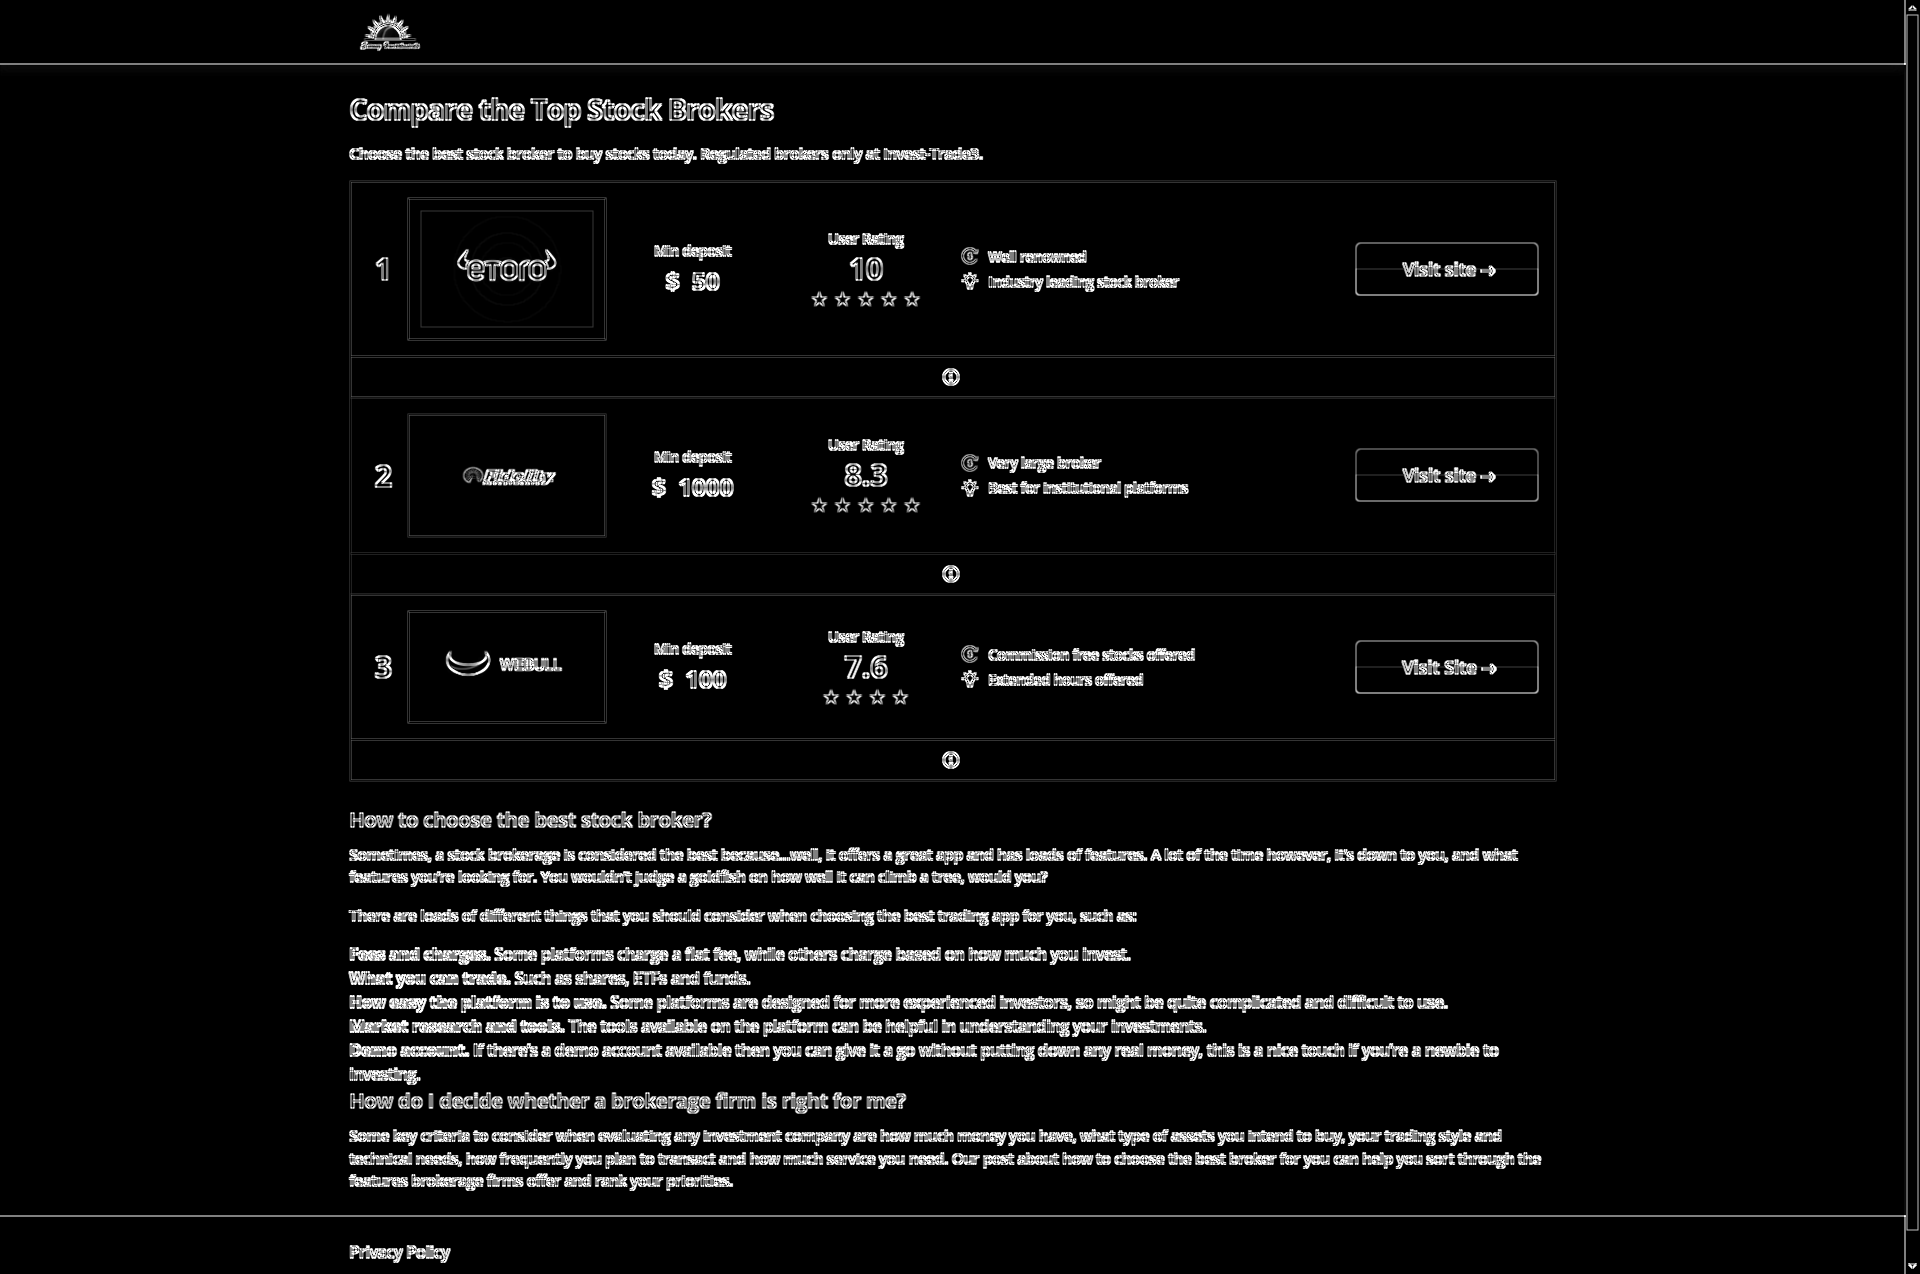 Compare the Top Stock Brokers
Choose the best stock broker to buy stocks today. Regulated brokers only at Invest-Trade8.
1
eToro
Min deposit
$ 50
User Rating
10
Well renowned
Industry leading stock broker
Visit site
2
Fidelity
Min deposit
$ 1000
User Rating
8.3
Very large broker
Best for institutional platforms
Visit site
3
WEBULL
Min deposit
$ 100
User Rating
7.6
Commission free stocks offered
Extended hours offered
Visit Site
How to choose the best stock broker?
Sometimes, a stock brokerage is considered the best because...well, it offers a great app and has loads of features. A lot of the time however, it's down to you, and what
features you're looking for. You wouldn't judge a goldfish on how well it can climb a tree, would you?
There are loads of different things that you should consider when choosing the best trading app for you, such as:
Fees and charges. Some platforms charge a flat fee, while others charge based on how much you invest.
What you can trade. Such as shares, ETFs and funds.
How easy the platform is to use. Some platforms are designed for more experienced investors, so might be quite complicated and difficult to use.
Market research and tools. The tools available on the platform can be helpful in understanding your investments.
Demo account. If there's a demo account available then you can give it a go without putting down any real money, this is a nice touch if you're a newbie to
investing.
How do I decide whether a brokerage firm is right for me?
Some key criteria to consider when evaluating any investment company are how much money you have, what type of assets you intend to buy, your trading style and
technical needs, how frequently you plan to transact and how much service you need. Our post about how to choose the best broker for you can help you sort through the
features brokerage firms offer and rank your priorities.
Privacy Policy